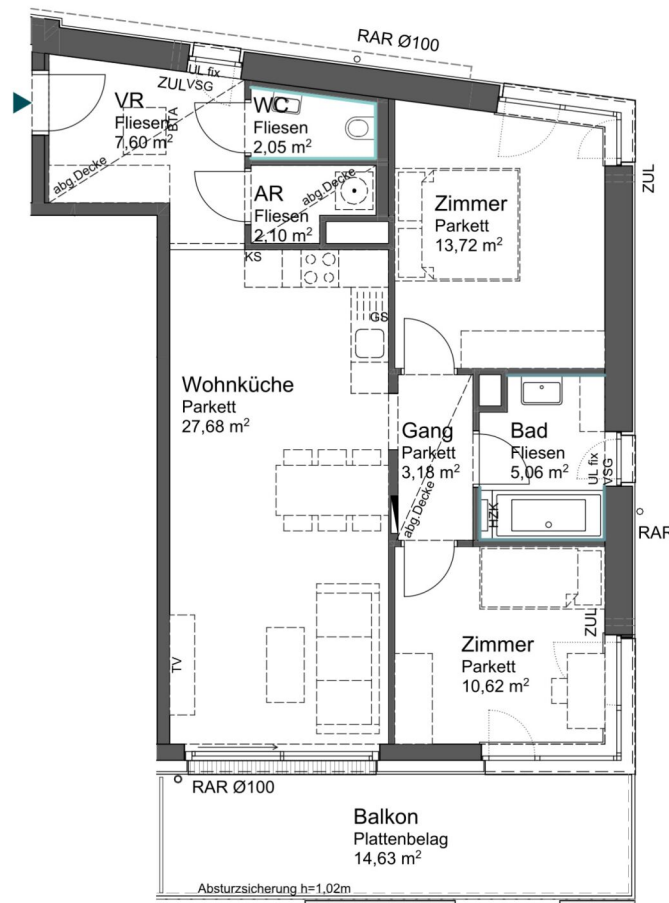 RAR Ø100
VR
Fliesen
7,60 m²
BTA
abg.Decke
ZUL
UL fix
VSG
WC
Fliesen
2,05 m²
AR
Fliesen
2,10 m²
abg.Decke
Zimmer
Parkett
13,72 m²
ZUL
KS
GS
Wohnküche
Parkett
27,68 m²
Gang
Parkett
3,18 m²
abg.Decke
Bad
Fliesen
5,06 m²
UL fix
VSG
HZK
RAR
Zimmer
Parkett
10,62 m²
ZUL
TV
RAR Ø100
Balkon
Plattenbelag
14,63 m²
Absturzsicherung h=1,02m